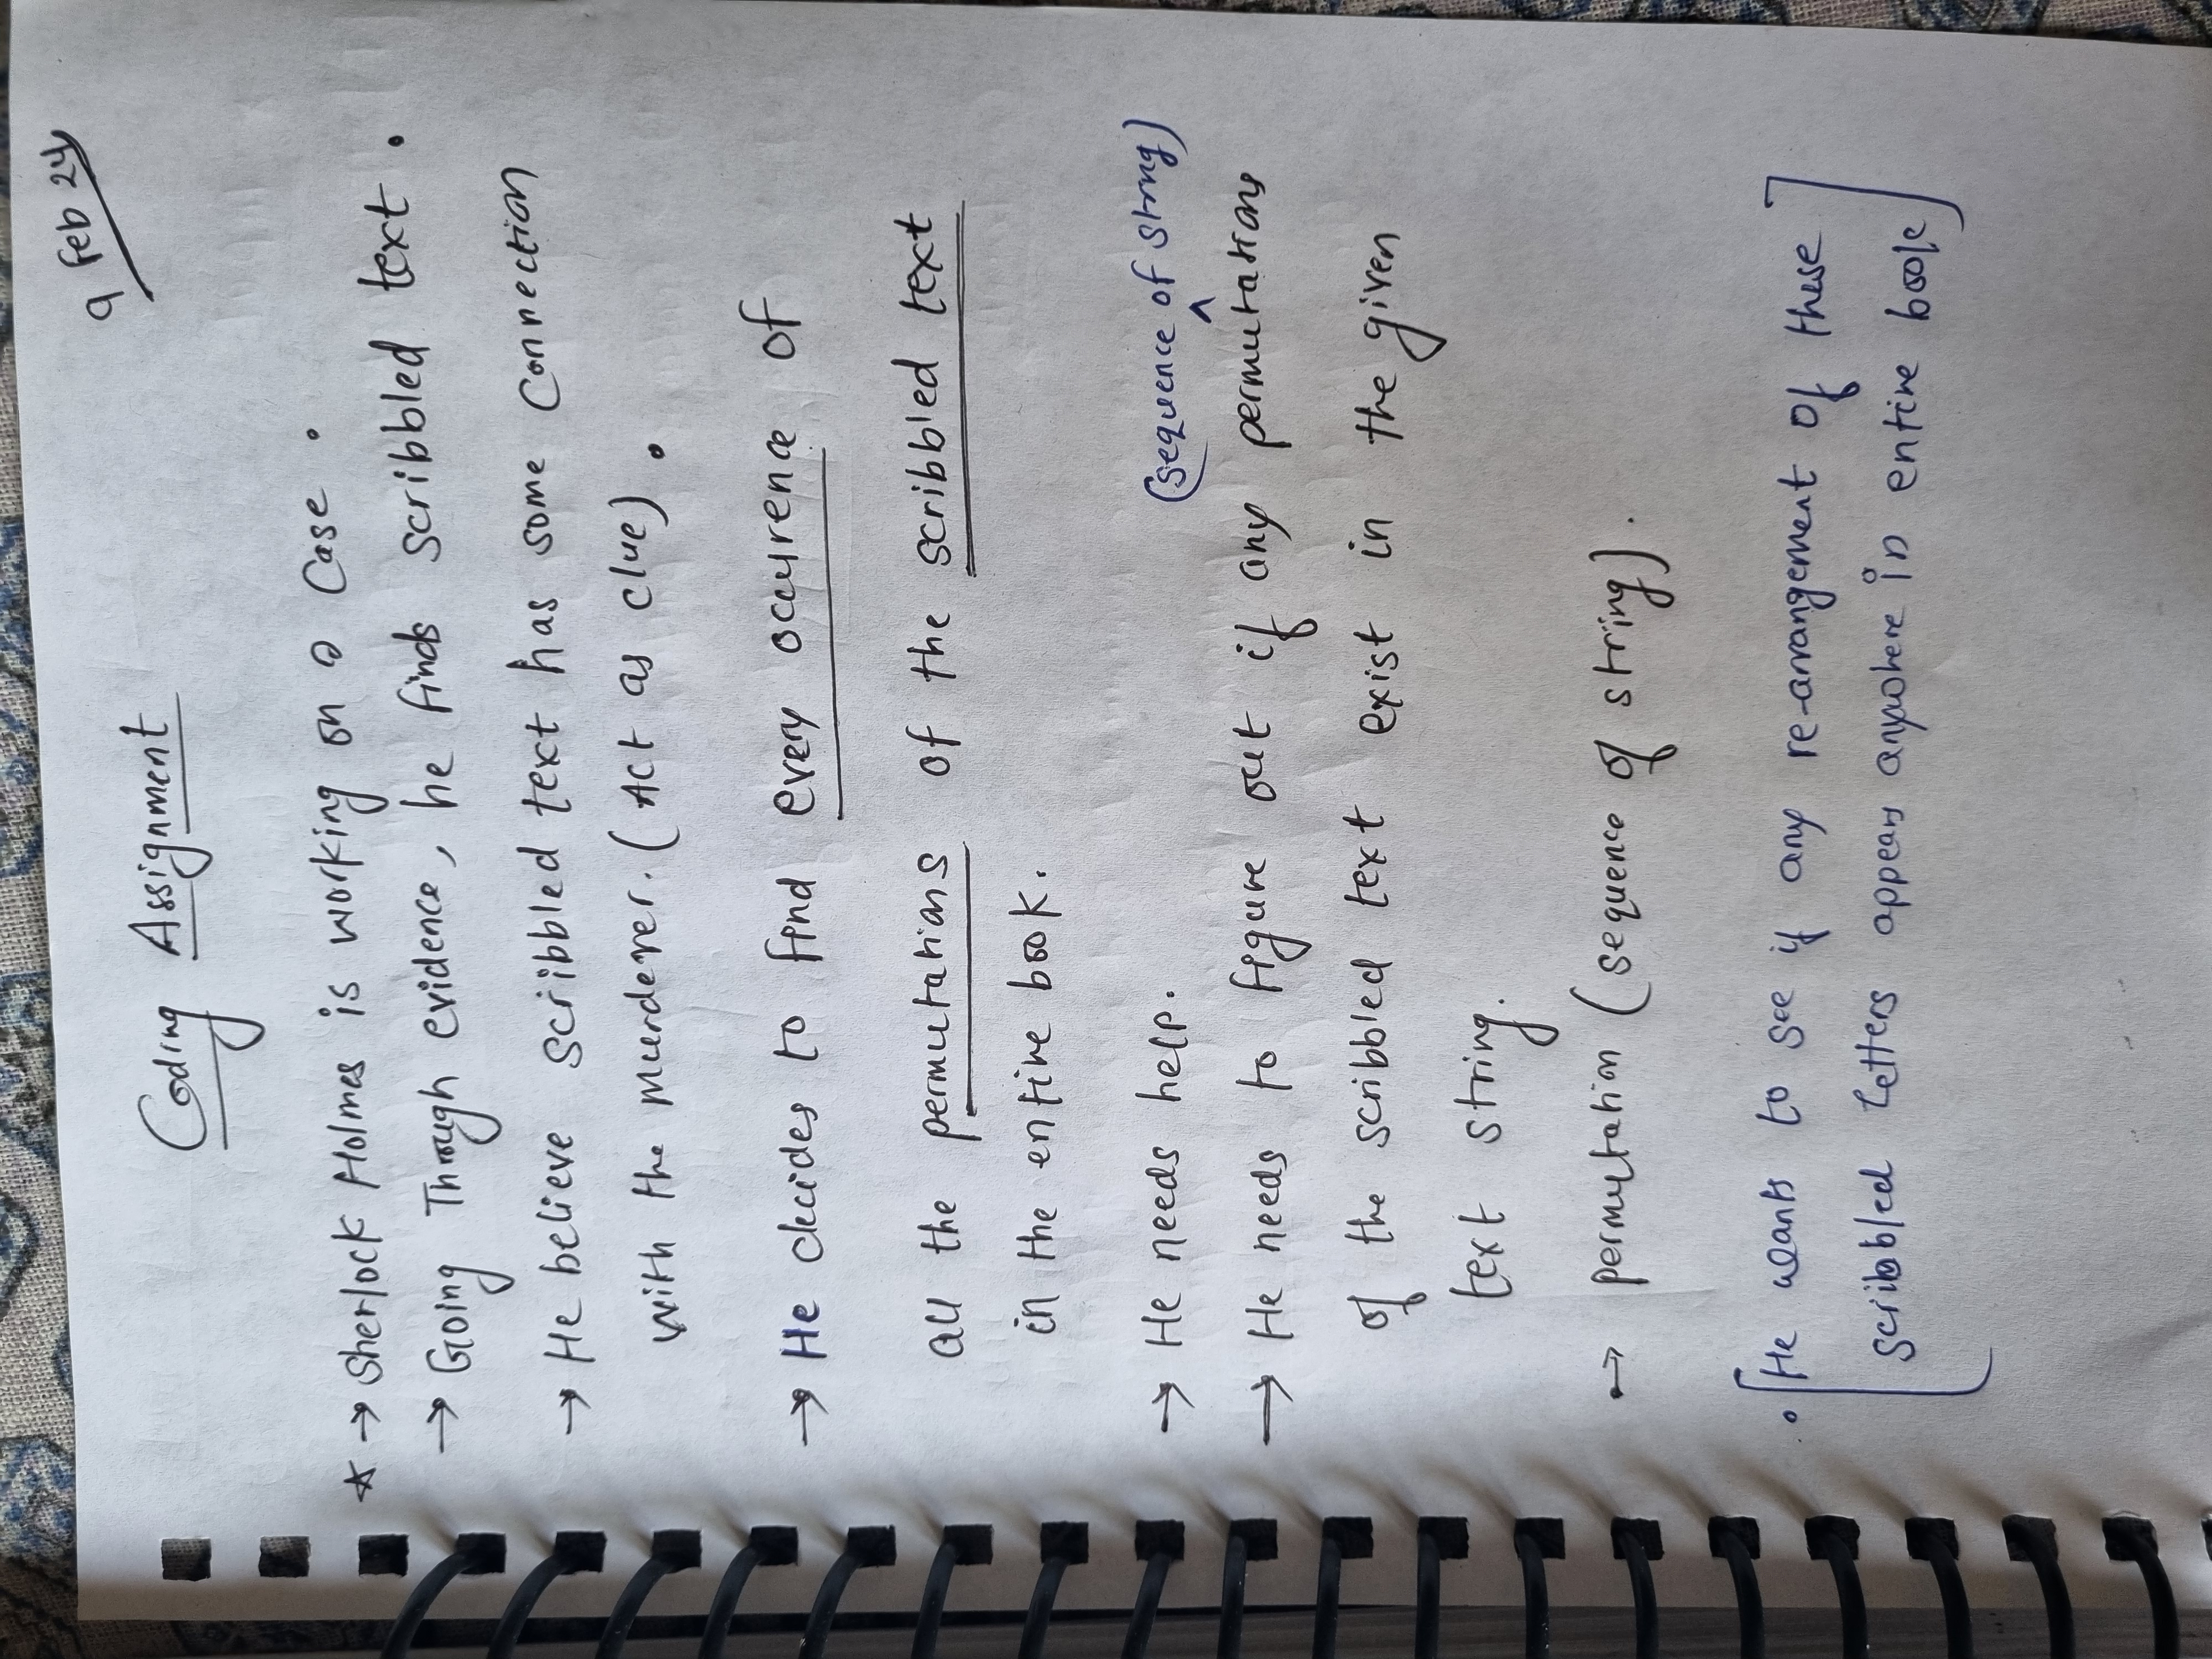 9 Feb 24
Coding Assignment
★ → Sherlock Holmes is working on a Case.
→ Going Through evidence, he finds scribbled text.
→ He believe scribbled text has some Connection
with the murderer. (Act as clue).
→ He decides to find every occurence of
all the permutations of the scribbled text
in the entire book.
→ He needs help.
(sequence of string)
→ He needs to figure out if any permutations
of the scribbled text exist in the given
text string.
→ permutation (sequence of string).
• [He wants to see if any re-arrangement of these
scribbled letters appears anywhere in entire book]